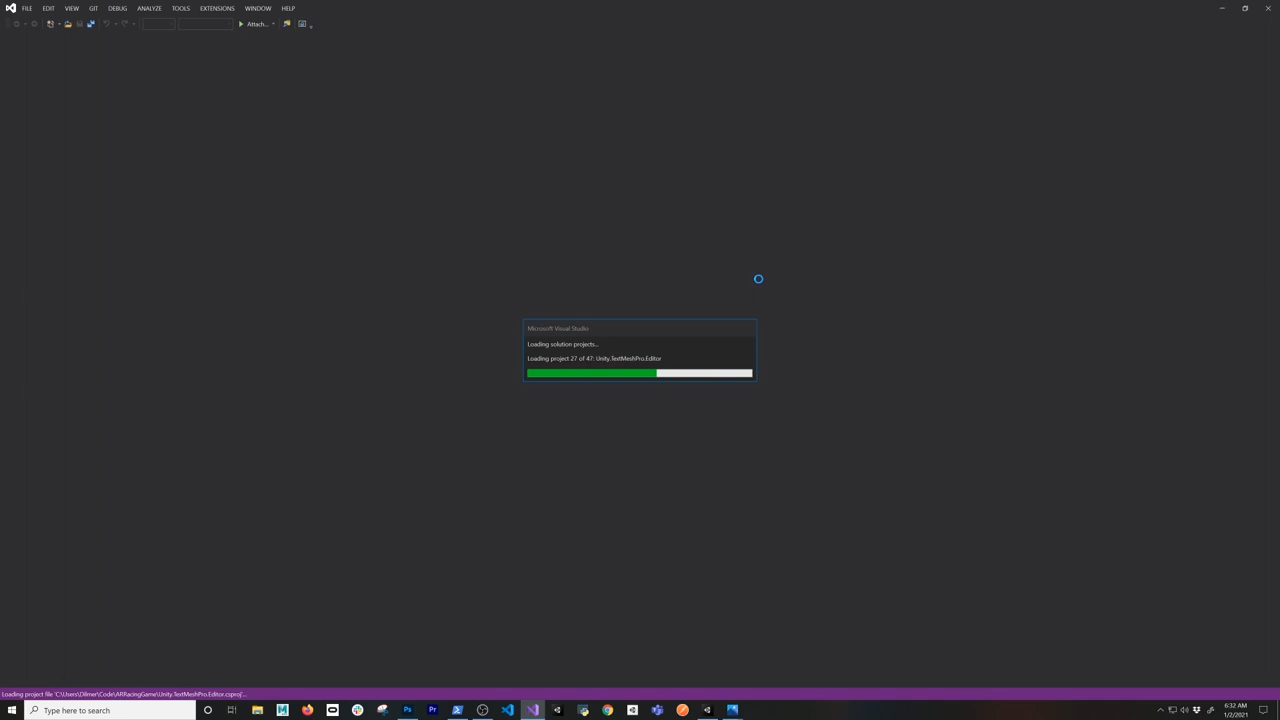 FILE EDIT VIEW GIT DEBUG ANALYZE TOOLS EXTENSIONS WINDOW HELP
Attach...
Microsoft Visual Studio
Loading solution projects...
Loading project 27 of 47: Unity.TextMeshPro.Editor
Loading project file 'C:\Users\Dilmer\Code\ARRacingGame\Unity.TextMeshPro.Editor.csproj'...
Type here to search
6:32 AM
1/2/2021